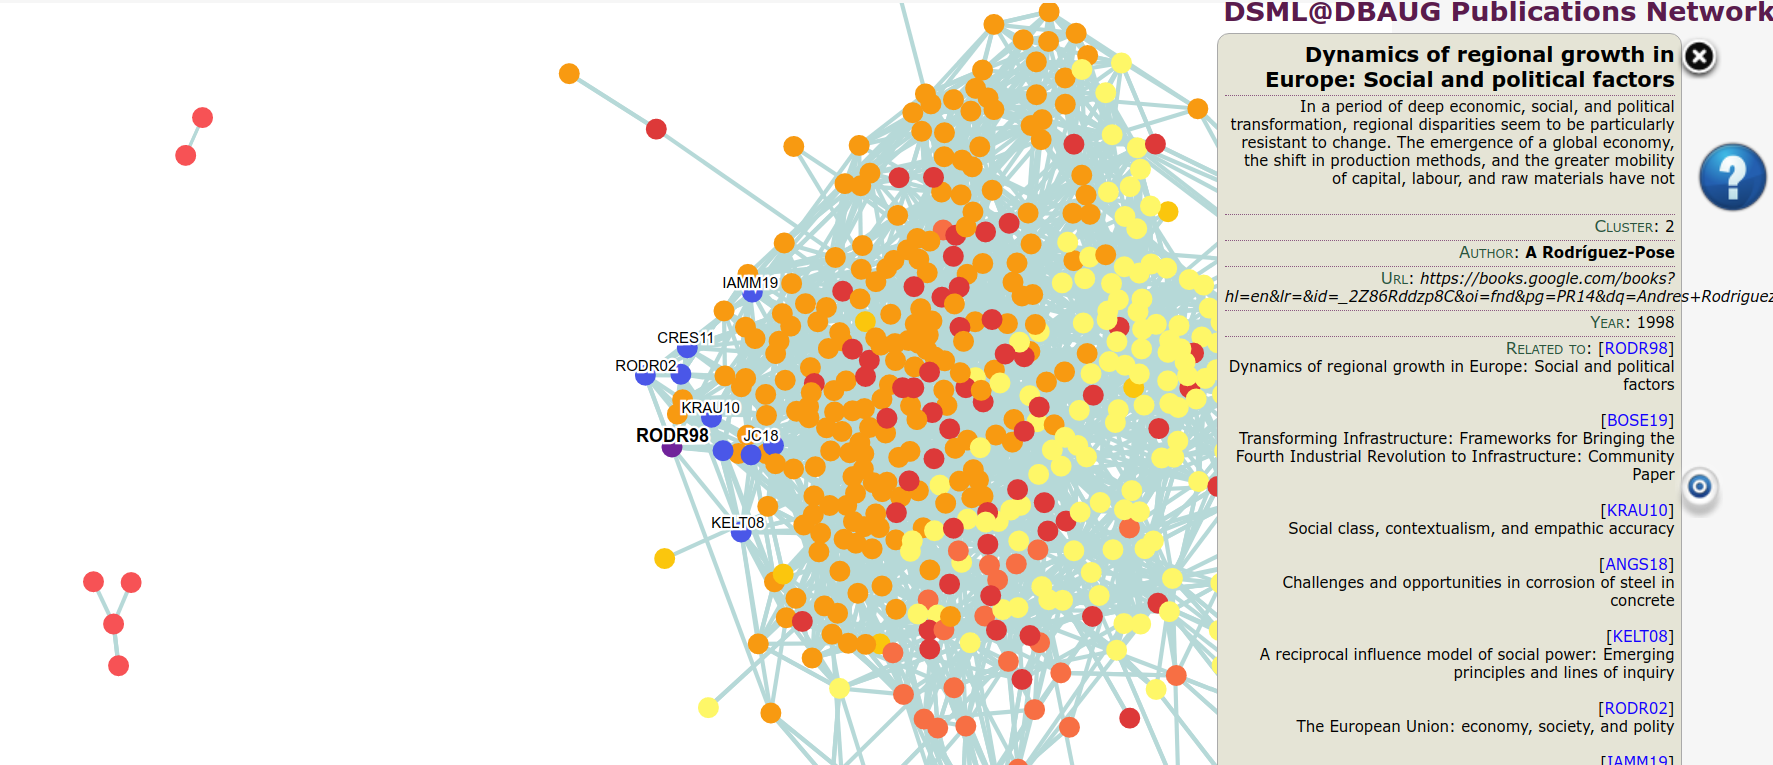 DSML@DBAUG Publications Network
Dynamics of regional growth in
Europe: Social and political factors
In a period of deep economic, social, and political
transformation, regional disparities seem to be particularly
resistant to change. The emergence of a global economy,
the shift in production methods, and the greater mobility
of capital, labour, and raw materials have not
Cluster: 2
Author: A Rodríguez-Pose
Url: https://books.google.com/books?
hl=en&lr=&id=_2Z86Rddzp8C&oi=fnd&pg=PR14&dq=Andres+Rodriguez
Year: 1998
Related to: [RODR98]
Dynamics of regional growth in Europe: Social and political
factors
[BOSE19]
Transforming Infrastructure: Frameworks for Bringing the
Fourth Industrial Revolution to Infrastructure: Community
Paper
[KRAU10]
Social class, contextualism, and empathic accuracy
[ANGS18]
Challenges and opportunities in corrosion of steel in
concrete
[KELT08]
A reciprocal influence model of social power: Emerging
principles and lines of inquiry
[RODR02]
The European Union: economy, society, and polity
[IAMM19]
IAMM19
CRES11
RODR02
KRAU10
RODR98
JC18
KELT08